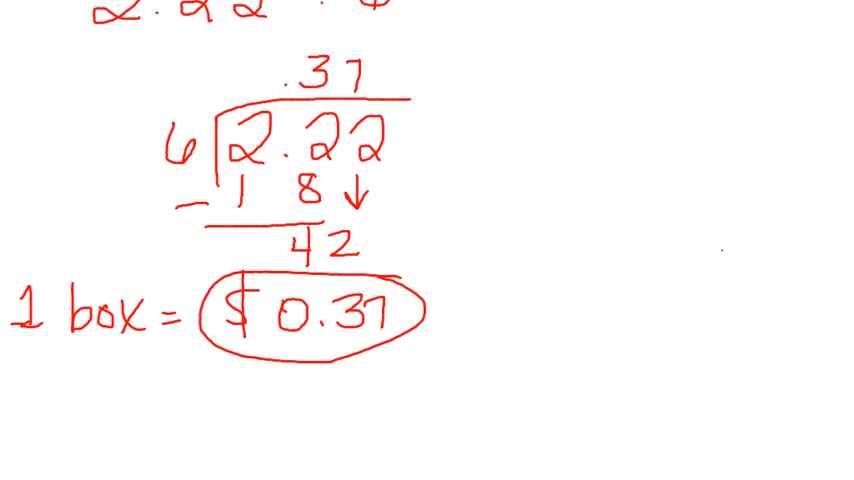 .37
6 2.22
- 1 8 ↓
42
1 box = $ 0.37